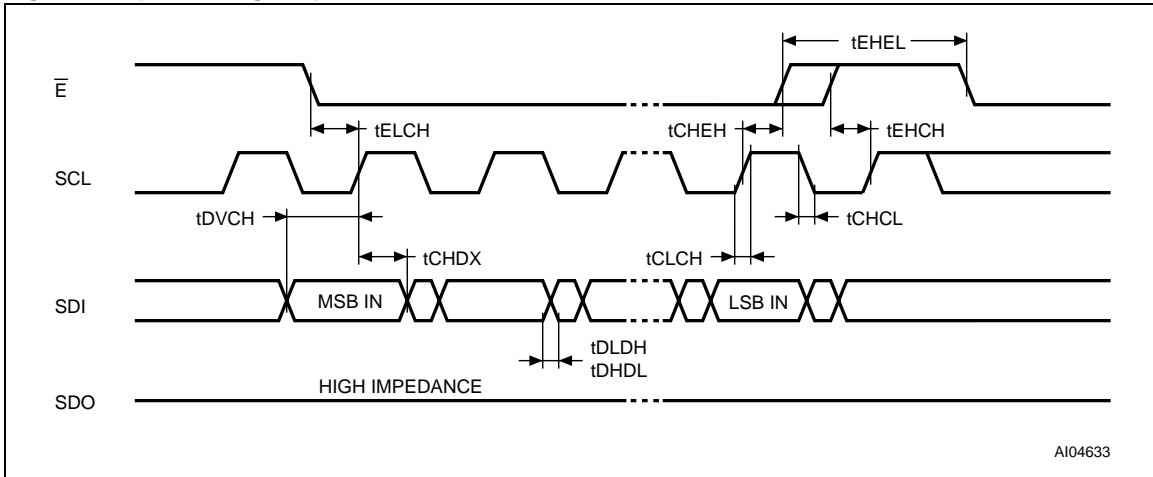 tEHEL
E
tELCH
tCHEH
tEHCH
SCL
tDVCH
tCHCL
tCHDX
tCLCH
SDI
MSB IN
LSB IN
tDLDH
tDHDL
HIGH IMPEDANCE
SDO
AI04633